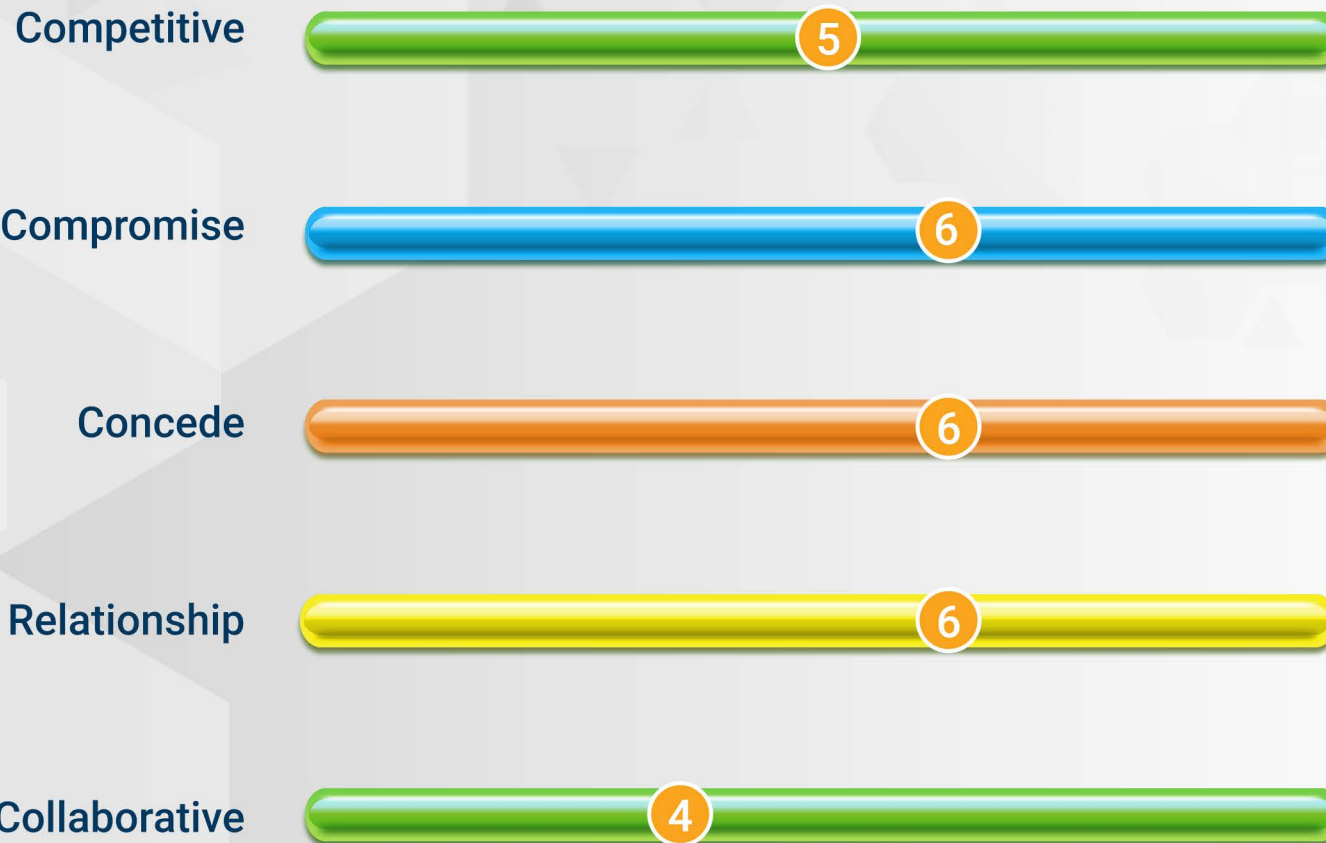 Competitive 5
Compromise 6
Concede 6
Relationship 6
Collaborative 4